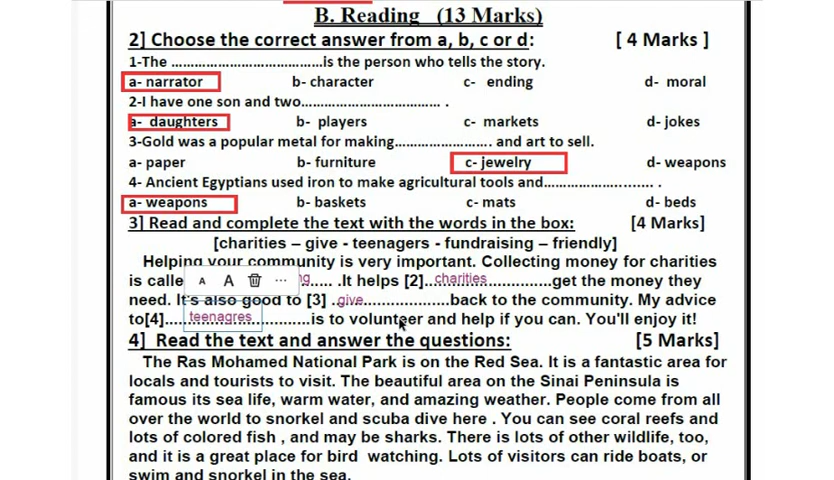 B. Reading (13 Marks)
2] Choose the correct answer from a, b, c or d: [ 4 Marks ]
1-The ....................................is the person who tells the story.
a- narrator b- character c- ending d- moral
2-I have one son and two................................. .
a- daughters b- players c- markets d- jokes
3-Gold was a popular metal for making....................... and art to sell.
a- paper b- furniture c- jewelry d- weapons
4- Ancient Egyptians used iron to make agricultural tools and......................... .
a- weapons b- baskets c- mats d- beds
3] Read and complete the text with the words in the box: [4 Marks]
[charities – give - teenagers - fundraising – friendly]
Helping your community is very important. Collecting money for charities
is calle ng ..... .It helps [2] charities ..................get the money they
need. It's also good to [3] .give....................back to the community. My advice
to[4]....teenagres............is to volunteer and help if you can. You'll enjoy it!
A A ...
4] Read the text and answer the questions: [5 Marks]
The Ras Mohamed National Park is on the Red Sea. It is a fantastic area for
locals and tourists to visit. The beautiful area on the Sinai Peninsula is
famous its sea life, warm water, and amazing weather. People come from all
over the world to snorkel and scuba dive here . You can see coral reefs and
lots of colored fish , and may be sharks. There is lots of other wildlife, too,
and it is a great place for bird watching. Lots of visitors can ride boats, or
swim and snorkel in the sea.